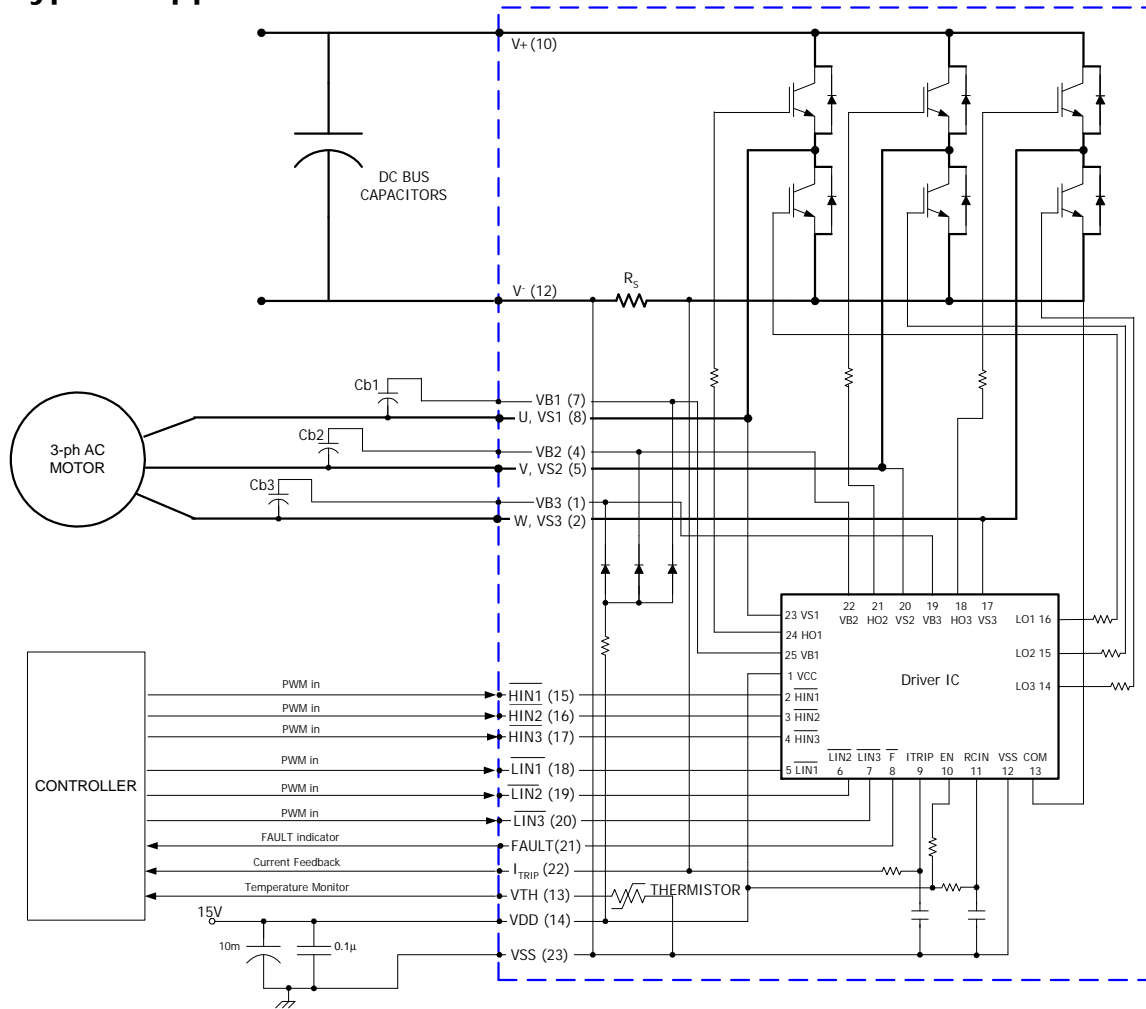 V+ (10)
DC BUS
CAPACITORS
V- (12)
RS
Cb1
VB1 (7)
U, VS1 (8)
3-ph AC
MOTOR
Cb2
VB2 (4)
V, VS2 (5)
Cb3
VB3 (1)
W, VS3 (2)
22 21 20 19 18 17
VB2 HO2 VS2 VB3 HO3 VS3
23 VS1
24 HO1
25 VB1
1 VCC
2 HIN1
3 HIN2
4 HIN3
5 LIN1
Driver IC
LO1 16
LO2 15
LO3 14
LIN2 LIN3 F ITRIP EN RCIN VSS COM
6 7 8 9 10 11 12 13
CONTROLLER
PWM in
HIN1 (15)
PWM in
HIN2 (16)
PWM in
HIN3 (17)
PWM in
LIN1 (18)
PWM in
LIN2 (19)
PWM in
LIN3 (20)
FAULT indicator
FAULT(21)
Current Feedback
ITRIP (22)
Temperature Monitor
VTH (13)
THERMISTOR
15V
VDD (14)
10m
0.1µ
VSS (23)